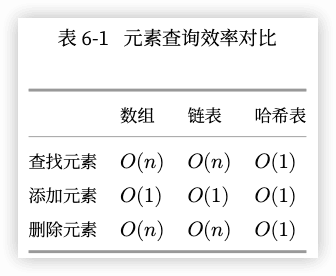 表 6-1 元素查询效率对比
数组 链表 哈希表
查找元素 O(n) O(n) O(1)
添加元素 O(1) O(1) O(1)
删除元素 O(n) O(n) O(1)